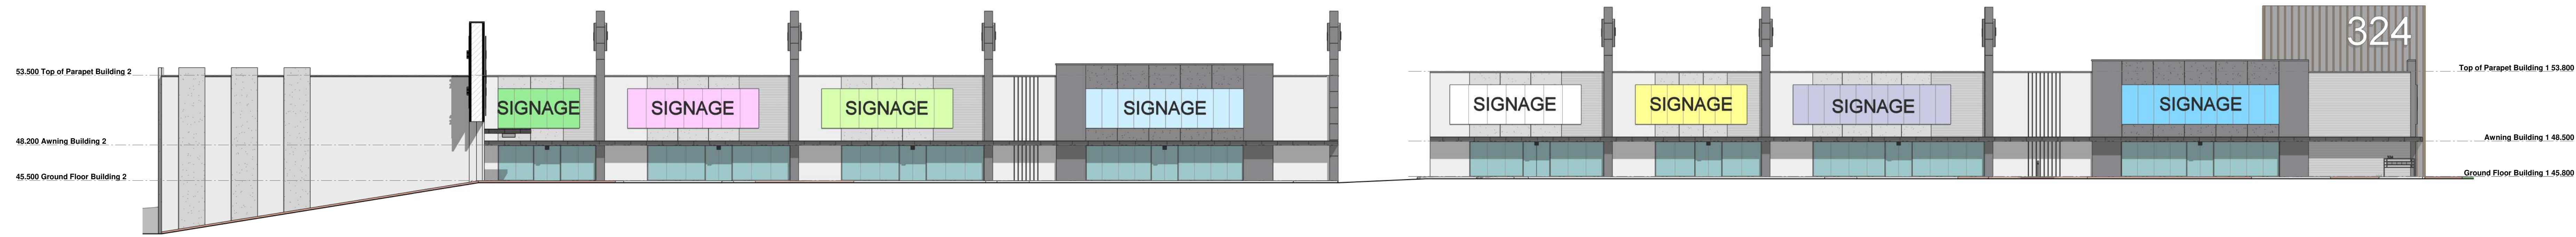 324
53.500 Top of Parapet Building 2
Top of Parapet Building 1 53.800
SIGNAGE
SIGNAGE
SIGNAGE
SIGNAGE
SIGNAGE
SIGNAGE
SIGNAGE
SIGNAGE
48.200 Awning Building 2
Awning Building 1 48.500
45.500 Ground Floor Building 2
Ground Floor Building 1 45.800